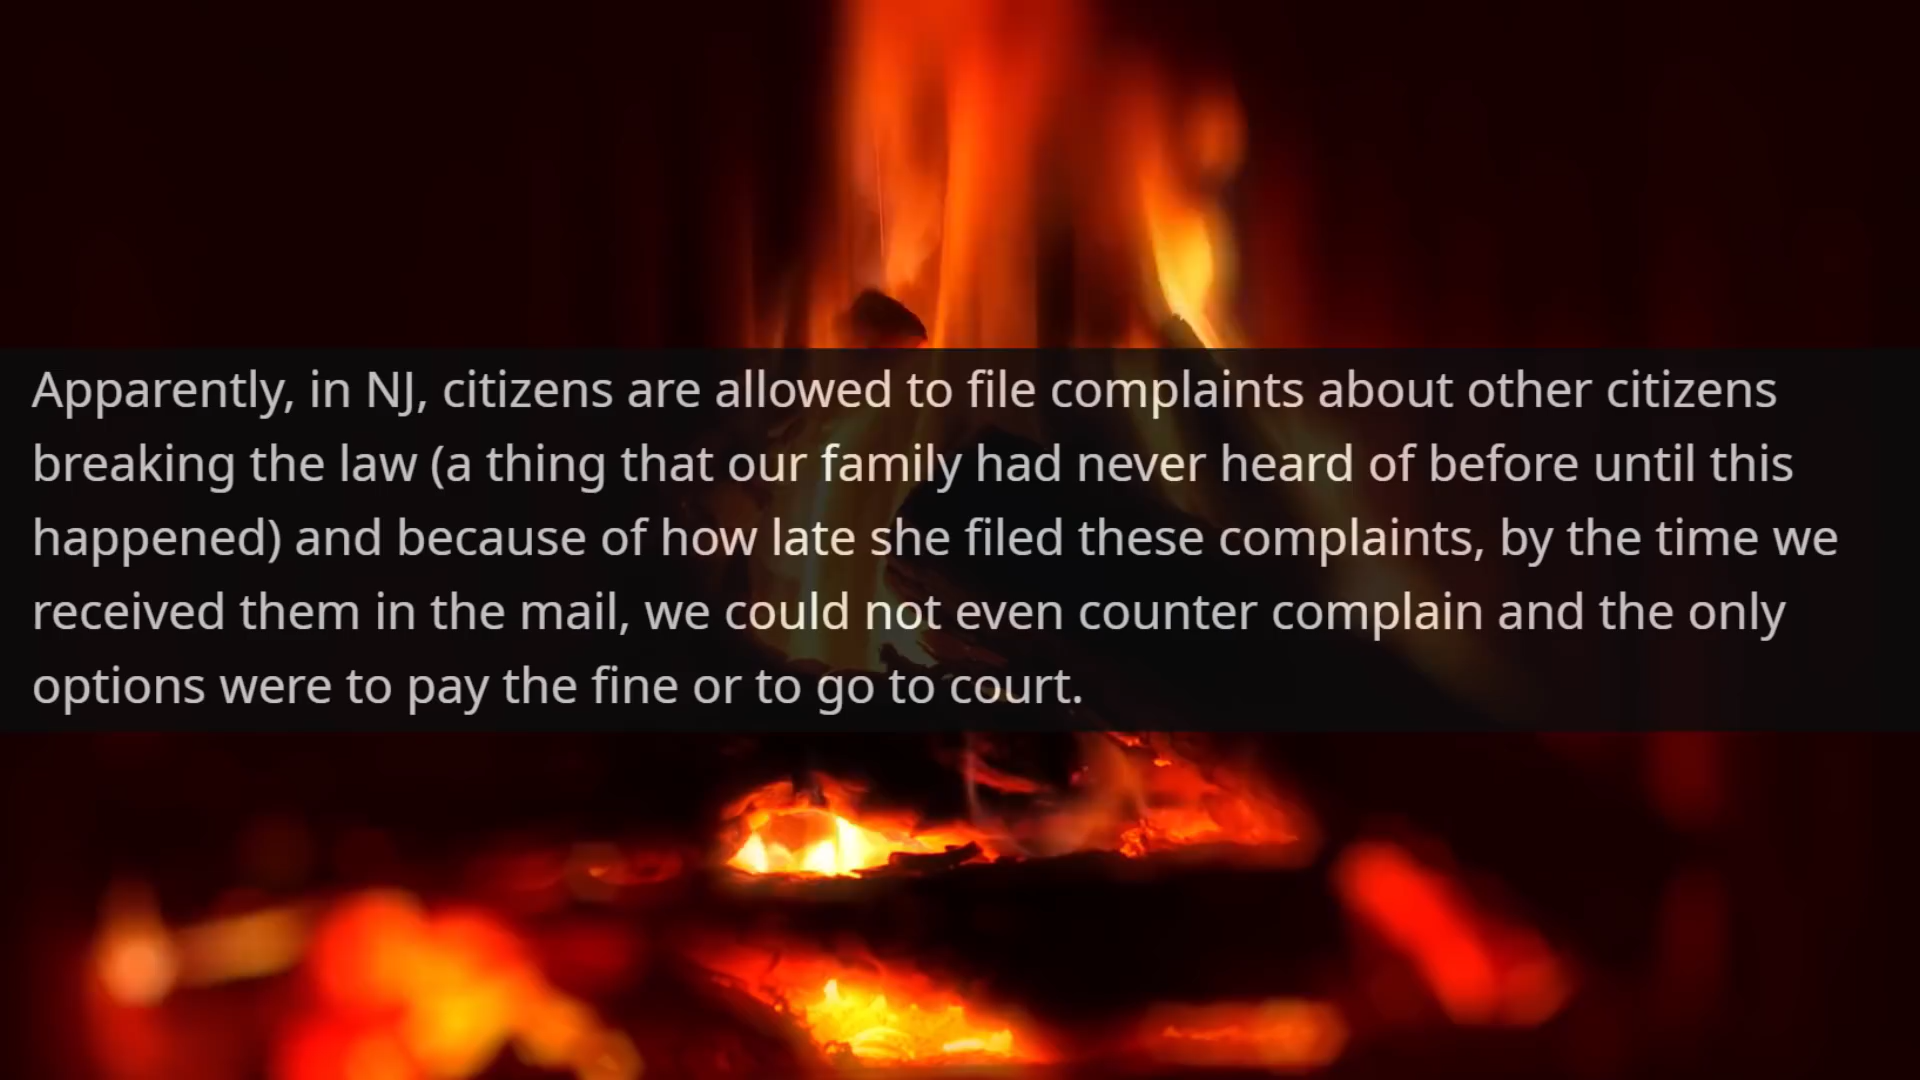 Apparently, in NJ, citizens are allowed to file complaints about other citizens
breaking the law (a thing that our family had never heard of before until this
happened) and because of how late she filed these complaints, by the time we
received them in the mail, we could not even counter complain and the only
options were to pay the fine or to go to court.